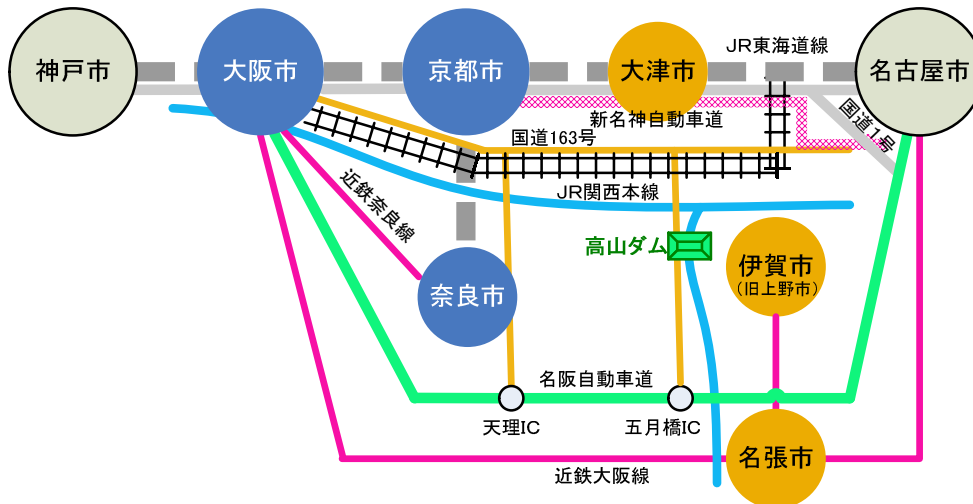 JR東海道線
神戸市
大阪市
京都市
大津市
名古屋市
新名神自動車道
国道1号
国道163号
JR関西本線
近鉄奈良線
高山ダム
伊賀市
(旧上野市)
奈良市
名阪自動車道
天理IC
五月橋IC
名張市
近鉄大阪線